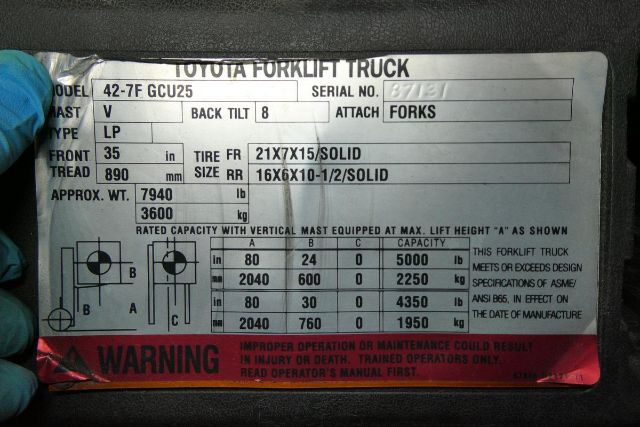 TOYOTA FORKLIFT TRUCK
MODEL 42-7F GCU25 SERIAL NO. 87131
MAST V BACK TILT 8 ATTACH FORKS
TYPE LP
FRONT 35 in TIRE FR 21X7X15/SOLID
TREAD 890 mm SIZE RR 16X6X10-1/2/SOLID
APPROX. WT. 7940 lb
3600 kg
RATED CAPACITY WITH VERTICAL MAST EQUIPPED AT MAX. LIFT HEIGHT "A" AS SHOWN
A B C CAPACITY
in 80 24 0 5000 lb
mm 2040 600 0 2250 kg
in 80 30 0 4350 lb
mm 2040 760 0 1950 kg
B
B A
C
THIS FORKLIFT TRUCK
MEETS OR EXCEEDS DESIGN
SPECIFICATIONS OF ASME/
ANSI B65, IN EFFECT ON
THE DATE OF MANUFACTURE
WARNING
IMPROPER OPERATION OR MAINTENANCE COULD RESULT
IN INJURY OR DEATH. TRAINED OPERATORS ONLY.
READ OPERATOR'S MANUAL FIRST.